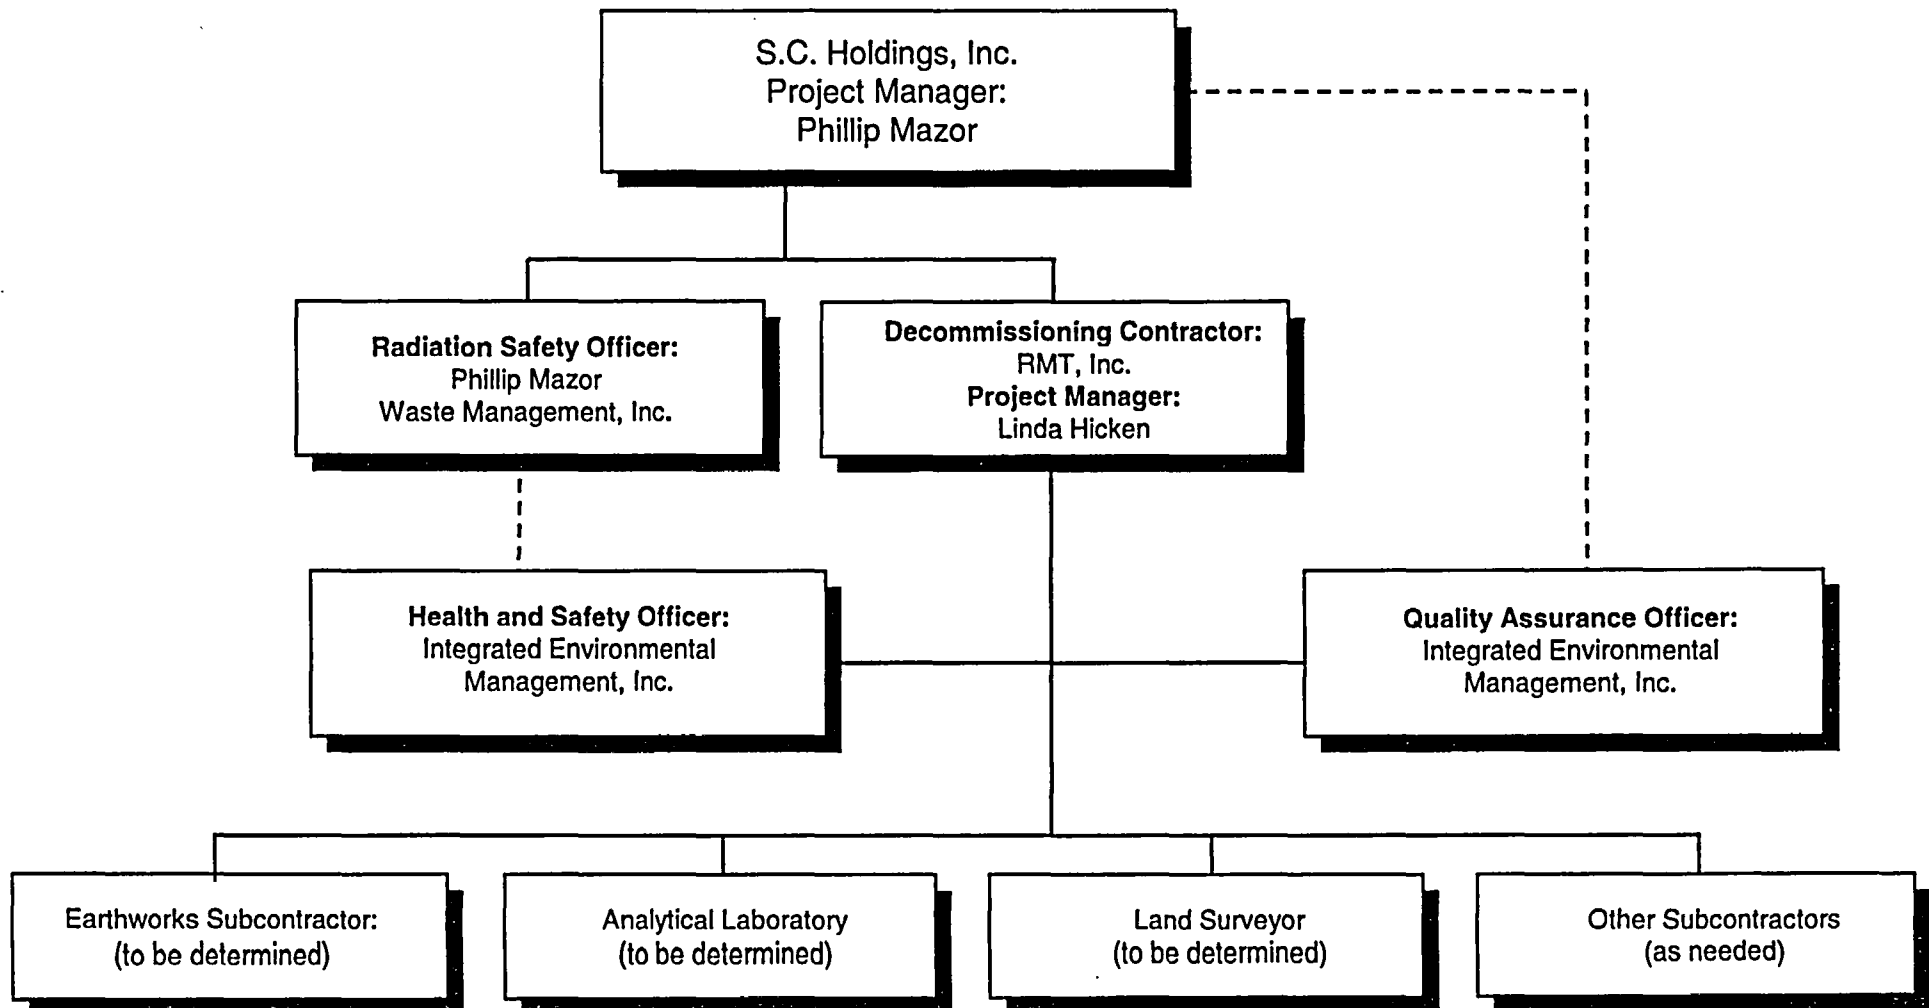 S.C. Holdings, Inc.
Project Manager:
Phillip Mazor
Radiation Safety Officer:
Phillip Mazor
Waste Management, Inc.
Decommissioning Contractor:
RMT, Inc.
Project Manager:
Linda Hicken
Health and Safety Officer:
Integrated Environmental
Management, Inc.
Quality Assurance Officer:
Integrated Environmental
Management, Inc.
Earthworks Subcontractor:
(to be determined)
Analytical Laboratory
(to be determined)
Land Surveyor
(to be determined)
Other Subcontractors
(as needed)